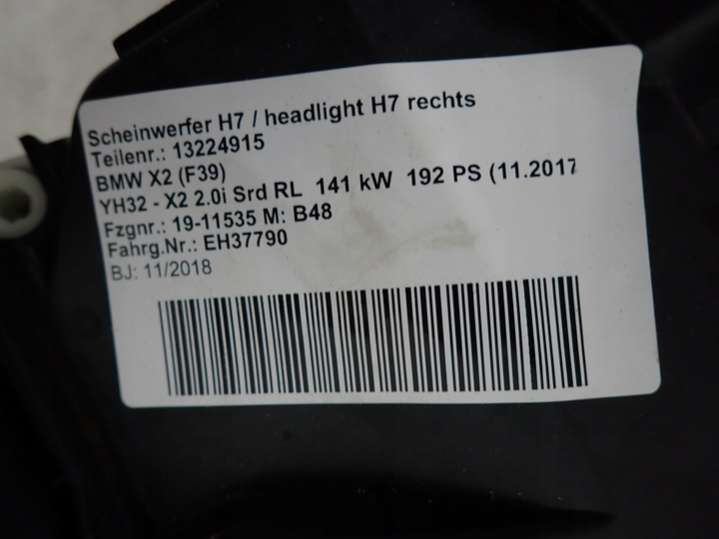 Scheinwerfer H7 / headlight H7 rechts
Teilenr.: 13224915
BMW X2 (F39)
YH32 - X2 2.0i Srd RL 141 kW 192 PS (11.2017
Fzgnr.: 19-11535 M: B48
Fahrg.Nr.: EH37790
BJ: 11/2018